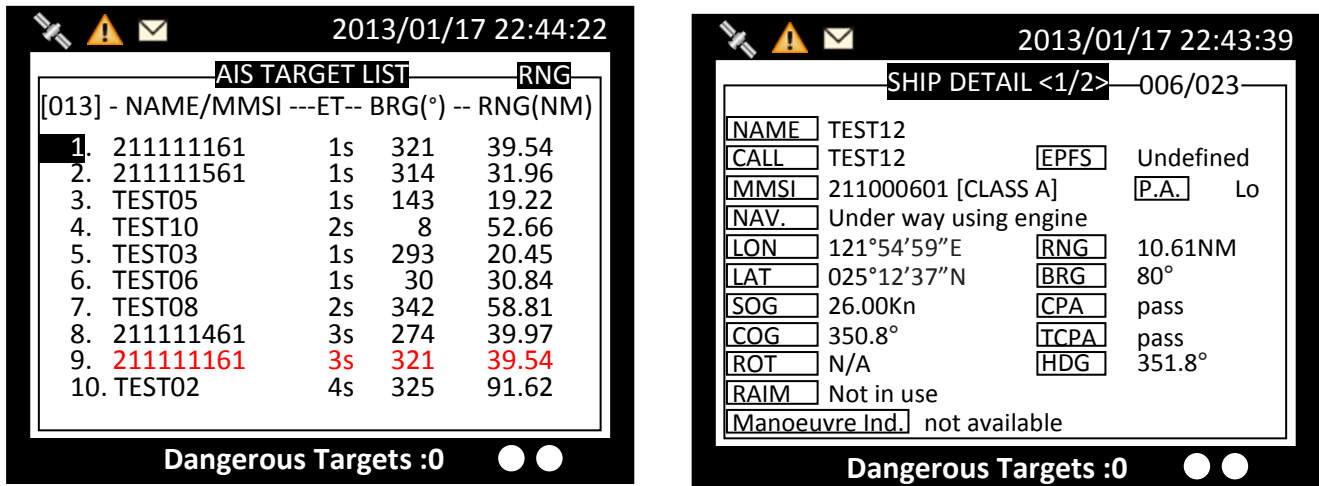 2013/01/17 22:44:22
AIS TARGET LIST RNG
[013] - NAME/MMSI ---ET-- BRG(°) -- RNG(NM)
1. 211111161 1s 321 39.54
2. 211111561 1s 314 31.96
3. TEST05 1s 143 19.22
4. TEST10 2s 8 52.66
5. TEST03 1s 293 20.45
6. TEST06 1s 30 30.84
7. TEST08 2s 342 58.81
8. 211111461 3s 274 39.97
9. 211111161 3s 321 39.54
10. TEST02 4s 325 91.62
Dangerous Targets :0
2013/01/17 22:43:39
SHIP DETAIL <1/2> 006/023
NAME TEST12
CALL TEST12 EPFS Undefined
MMSI 211000601 [CLASS A] P.A. Lo
NAV. Under way using engine
LON 121°54’59”E RNG 10.61NM
LAT 025°12’37”N BRG 80°
SOG 26.00Kn CPA pass
COG 350.8° TCPA pass
ROT N/A HDG 351.8°
RAIM Not in use
Manoeuvre Ind. not available
Dangerous Targets :0